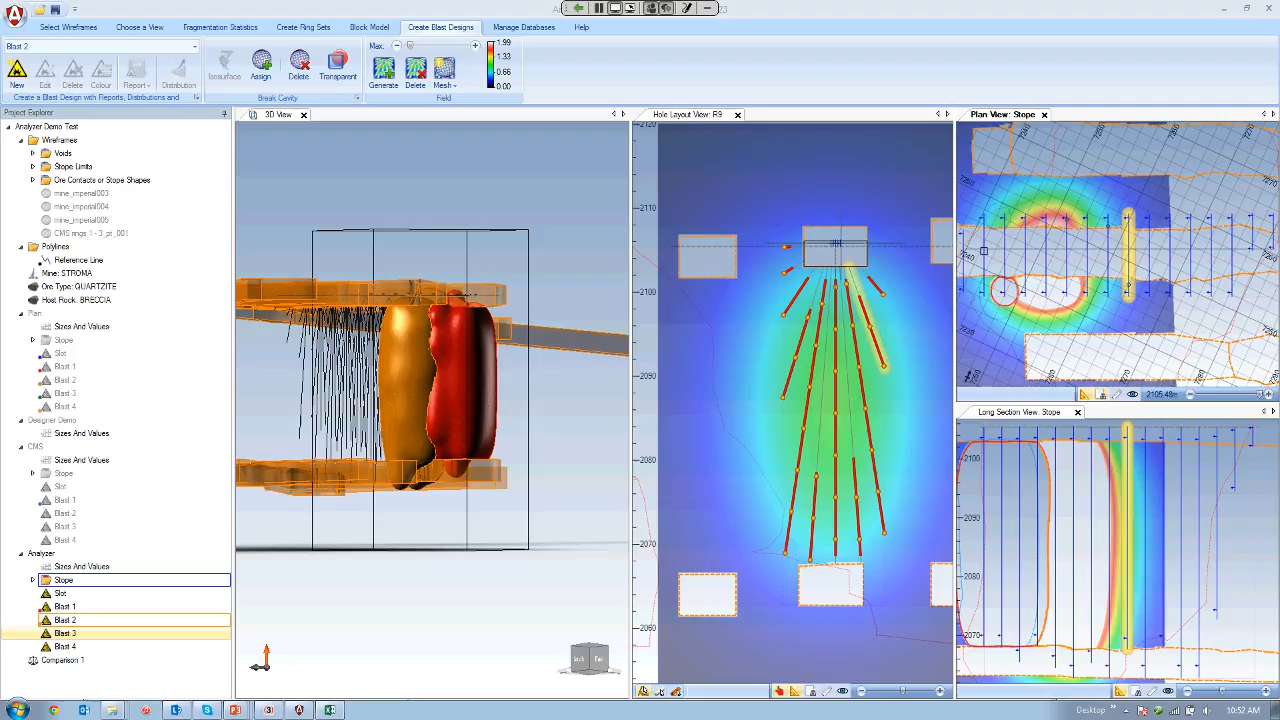 Select Wireframes
Choose a View
Fragmentation Statistics
Create Ring Sets
Block Model
Create Blast Designs
Manage Databases
Help
Blast 2
New
Edit
Delete
Colour
Report
Distribution
Create a Blast Design with Reports, Distributions and
Isosurface
Assign
Delete
Transparent
Break Cavity
Max.
Generate
Delete
Mesh
Field
1.99
1.33
0.66
0.00
Project Explorer
Analyzer Demo Test
Wireframes
Voids
Stope Limits
Ore Contacts or Stope Shapes
mine_imperial003
mine_imperial004
mine_imperial005
CMS rings 1 - 3_pt_001
Polylines
Reference Line
Mine: STROMA
Ore Type: QUARTZITE
Host Rock: BRECCIA
Plan
Sizes And Values
Stope
Slot
Blast 1
Blast 2
Blast 3
Blast 4
Designer Demo
Sizes And Values
CMS
Sizes And Values
Stope
Slot
Blast 1
Blast 2
Blast 3
Blast 4
Analyzer
Sizes And Values
Stope
Slot
Blast 1
Blast 2
Blast 3
Blast 4
Comparison 1
3D View
Hole Layout View: R9
2120
2110
2100
2090
2080
2070
2060
Plan View: Stope
2105.48m
Long Section View: Stope
2100
2090
2080
2070
Desktop
10:52 AM